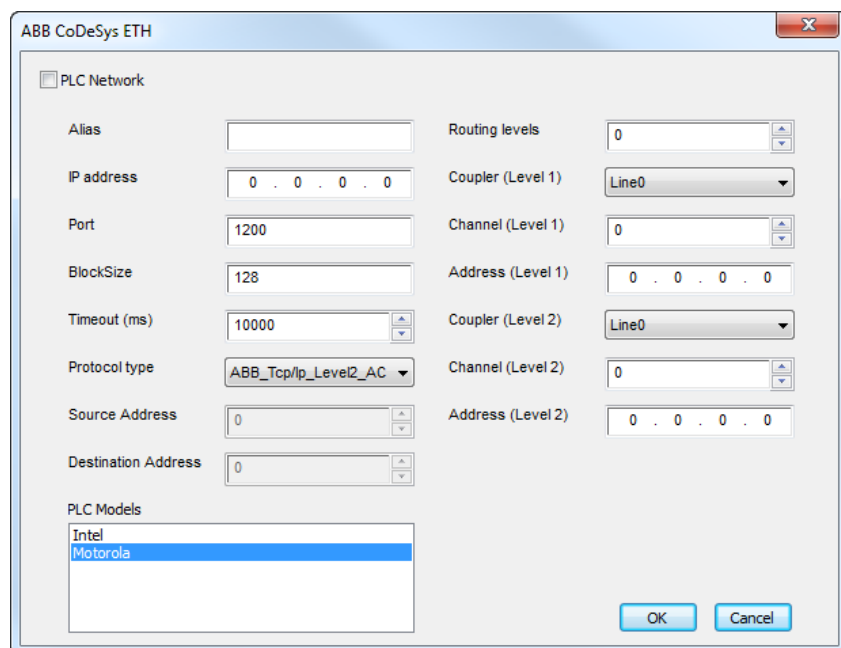 ABB CoDeSys ETH
PLC Network
Alias
IP address
0 . 0 . 0 . 0
Port
1200
BlockSize
128
Timeout (ms)
10000
Protocol type
ABB_Tcp/Ip_Level2_AC
Source Address
0
Destination Address
0
PLC Models
Intel
Motorola
Routing levels
0
Coupler (Level 1)
Line0
Channel (Level 1)
0
Address (Level 1)
0 . 0 . 0 . 0
Coupler (Level 2)
Line0
Channel (Level 2)
0
Address (Level 2)
0 . 0 . 0 . 0
OK
Cancel